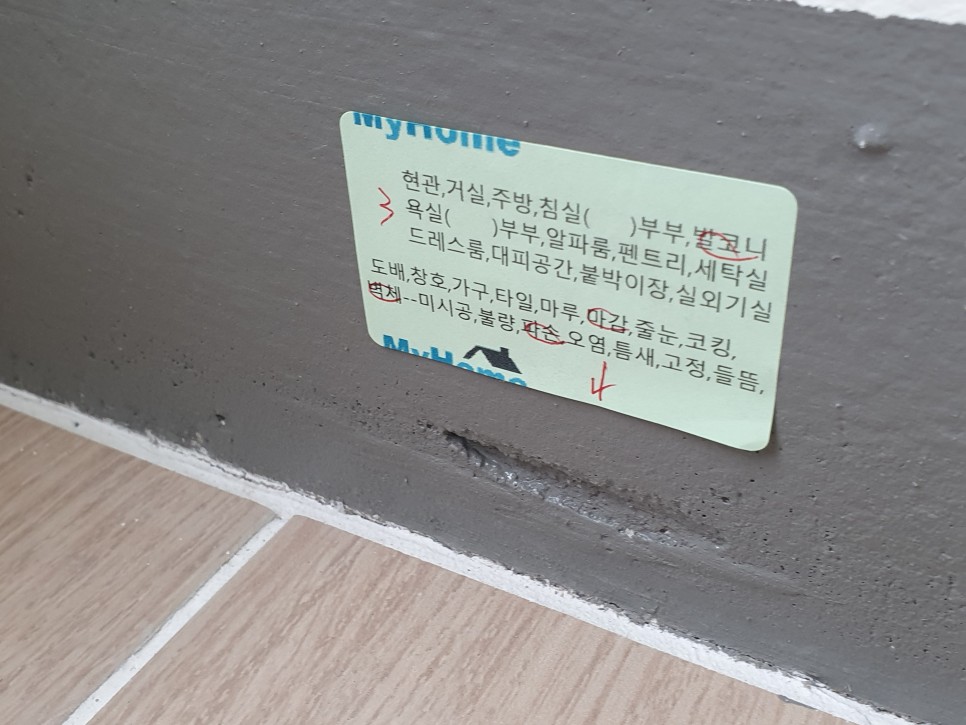 MyHome
현관,거실,주방,침실( )부부,발코니
3 욕실( )부부,알파룸,펜트리,세탁실
드레스룸,대피공간,붙박이장,실외기실
도배,창호,가구,타일,마루,마감,줄눈,코킹,
벽체--미시공,불량,파손,오염,틈새,고정,들뜸,
MyHome